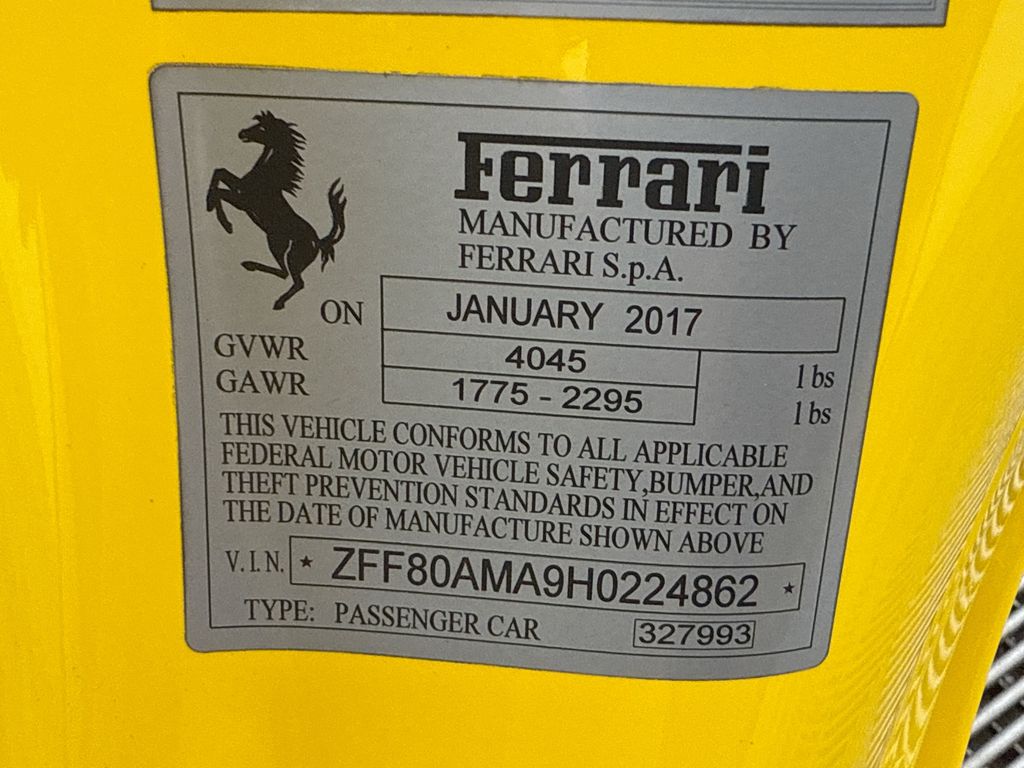 Ferrari
MANUFACTURED BY
FERRARI S.p.A.
ON JANUARY 2017
GVWR 4045 lbs
GAWR 1775 - 2295 lbs
THIS VEHICLE CONFORMS TO ALL APPLICABLE
FEDERAL MOTOR VEHICLE SAFETY,BUMPER,AND
THEFT PREVENTION STANDARDS IN EFFECT ON
THE DATE OF MANUFACTURE SHOWN ABOVE
V.I.N. * ZFF80AMA9H0224862 *
TYPE: PASSENGER CAR 327993